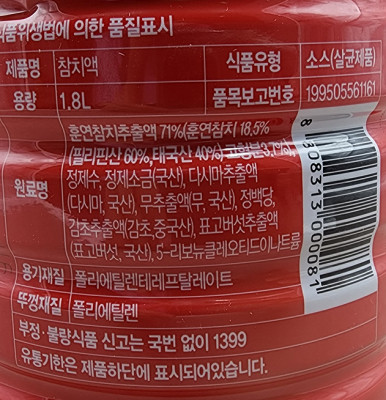 식품위생법에 의한 품질표시
제품명 참치액 식품유형 소스(살균제품)
용량 1.8L 품목보고번호 199505561161
훈연참치추출액 71%(훈연참치 18.5%
(필리핀산 60%, 태국산 40%) 고형분3.7%),
원료명 정제수, 정제소금(국산), 다시마추출액
(다시마, 국산), 무추출액(무, 국산), 정백당,
감초추출액(감초, 중국산), 표고버섯추출액
(표고버섯, 국산), 5-리보뉴클레오티드이나트륨
용기재질 폴리에틸렌테레프탈레이트
뚜껑재질 폴리에틸렌
부정·불량식품 신고는 국번 없이 1399
유통기한은 제품하단에 표시되어있습니다.
8 808313 000081